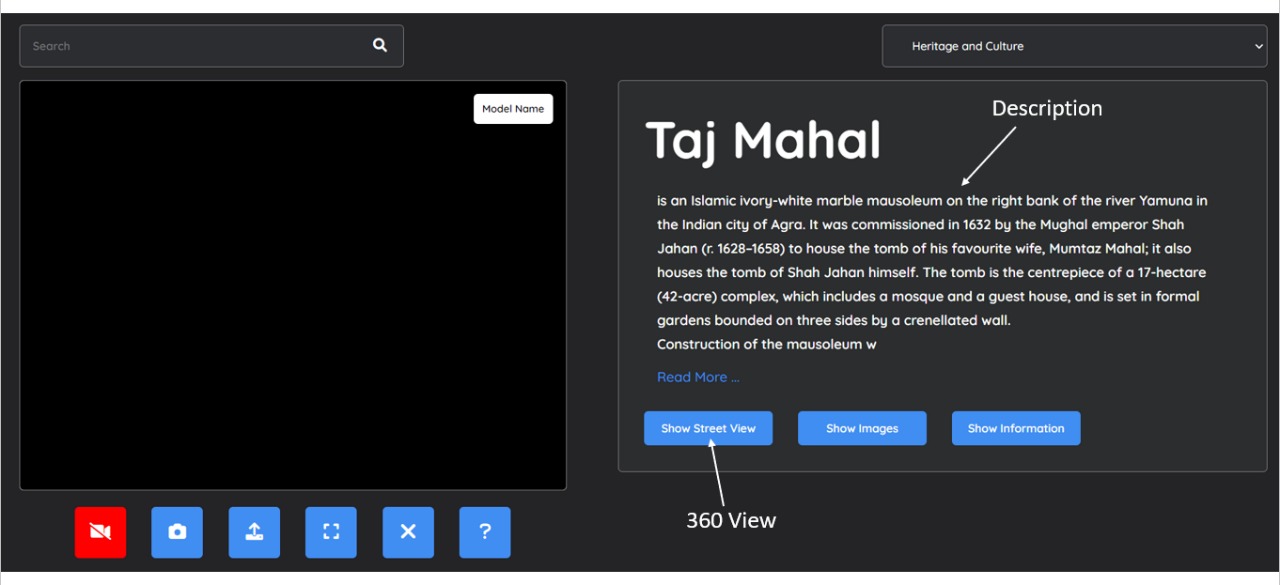 Search
Heritage and Culture
Model Name
Description
Taj Mahal
is an Islamic ivory-white marble mausoleum on the right bank of the river Yamuna in
the Indian city of Agra. It was commissioned in 1632 by the Mughal emperor Shah
Jahan (r. 1628–1658) to house the tomb of his favourite wife, Mumtaz Mahal; it also
houses the tomb of Shah Jahan himself. The tomb is the centrepiece of a 17-hectare
(42-acre) complex, which includes a mosque and a guest house, and is set in formal
gardens bounded on three sides by a crenellated wall.
Construction of the mausoleum w
Read More ...
Show Street View
Show Images
Show Information
360 View
?